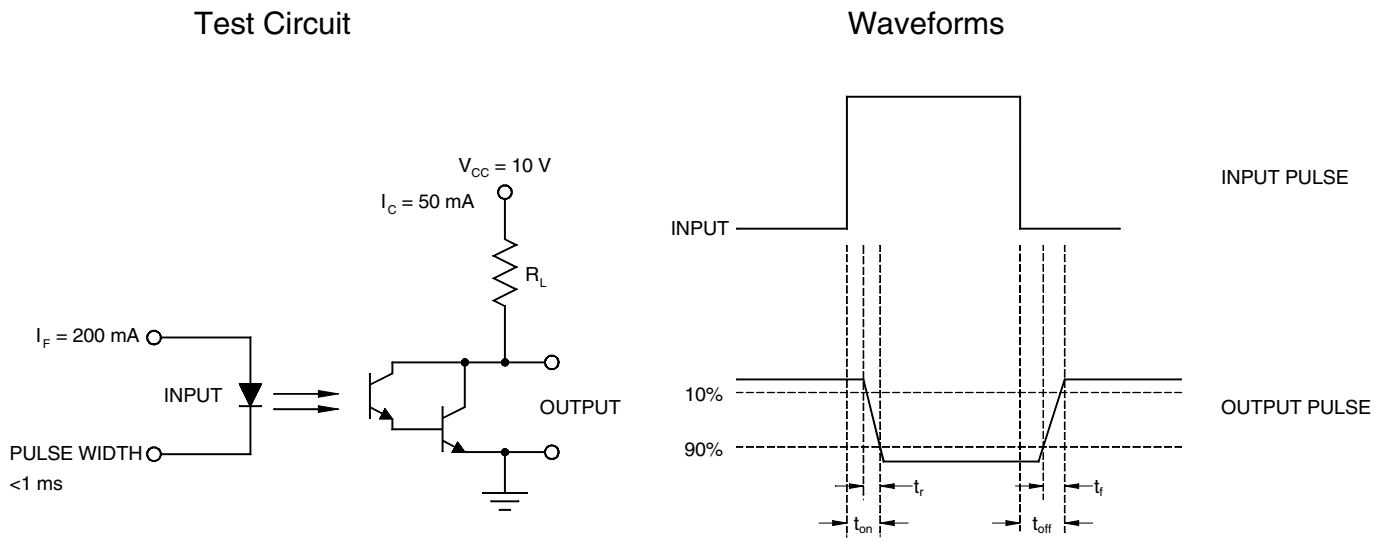 Test Circuit
Waveforms
V_CC = 10 V
I_C = 50 mA
R_L
I_F = 200 mA
INPUT
OUTPUT
PULSE WIDTH
<1 ms
INPUT PULSE
INPUT
10%
90%
OUTPUT PULSE
t_r
t_f
t_on
t_off